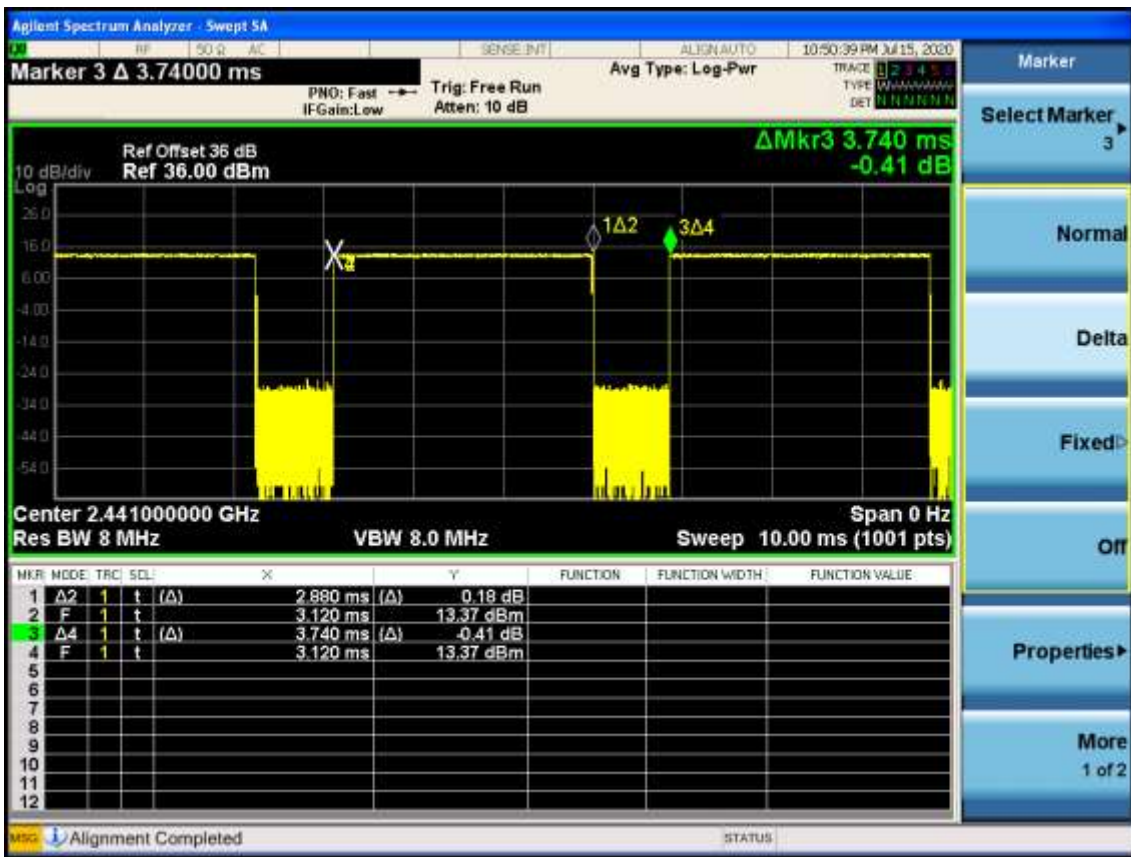 Agilent Spectrum Analyzer - Swept SA
RF 50 Ω AC SENSE:INT ALIGN AUTO 10:50:39 PM Jul 15, 2020
Marker 3 Δ 3.74000 ms
PNO: Fast
IFGain:Low
Trig: Free Run
Atten: 10 dB
Avg Type: Log-Pwr
TRACE 1 2 3 4 5 6
TYPE
DET N N N N N N
ΔMkr3 3.740 ms
-0.41 dB
Ref Offset 36 dB
Ref 36.00 dBm
10 dB/div
Log
26.0
16.0
6.00
-4.00
-14.0
-24.0
-34.0
-44.0
-54.0
1Δ2
3Δ4
Center 2.441000000 GHz
Span 0 Hz
Res BW 8 MHz
VBW 8.0 MHz
Sweep 10.00 ms (1001 pts)
MKR MODE TRC SCL X Y FUNCTION FUNCTION WIDTH FUNCTION VALUE
1 Δ2 1 t (Δ) 2.880 ms (Δ) 0.18 dB
2 F 1 t 3.120 ms 13.37 dBm
3 Δ4 1 t (Δ) 3.740 ms (Δ) -0.41 dB
4 F 1 t 3.120 ms 13.37 dBm
5
6
7
8
9
10
11
12
MSG Alignment Completed
STATUS
Marker
Select Marker
3
Normal
Delta
Fixed
Off
Properties
More
1 of 2